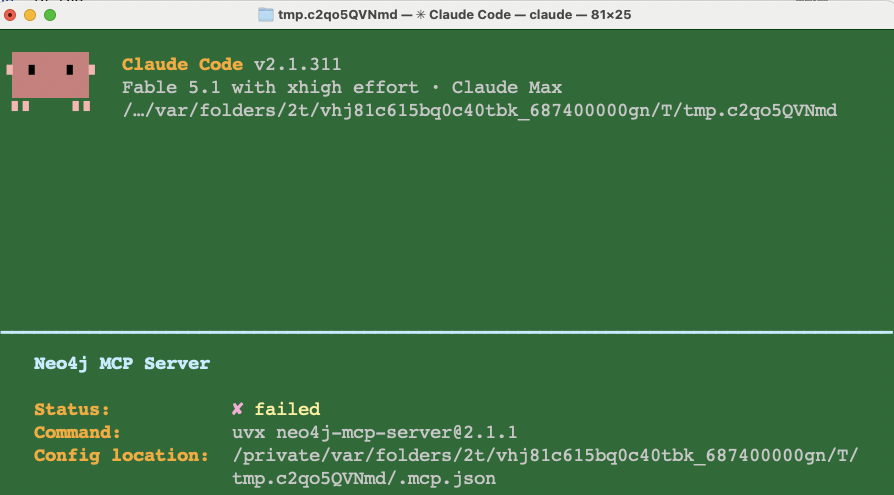 tmp.c2qo5QVNmd — ✳ Claude Code — claude — 81×25
Claude Code v2.1.311
Fable 5.1 with xhigh effort · Claude Max
/…/var/folders/2t/vhj81c615bq0c40tbk_687400000gn/T/tmp.c2qo5QVNmd
Neo4j MCP Server
Status: ✘ failed
Command: uvx neo4j-mcp-server@2.1.1
Config location: /private/var/folders/2t/vhj81c615bq0c40tbk_687400000gn/T/
tmp.c2qo5QVNmd/.mcp.json